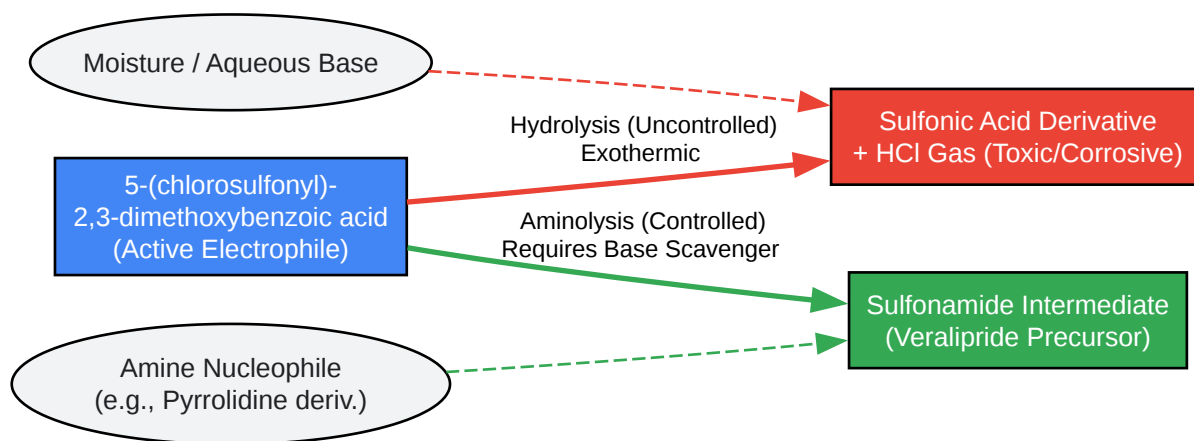 Moisture / Aqueous Base
Hydrolysis (Uncontrolled)
Exothermic
Sulfonic Acid Derivative
+ HCl Gas (Toxic/Corrosive)
5-(chlorosulfonyl)-
2,3-dimethoxybenzoic acid
(Active Electrophile)
Aminolysis (Controlled)
Requires Base Scavenger
Sulfonamide Intermediate
(Veralipride Precursor)
Amine Nucleophile
(e.g., Pyrrolidine deriv.)